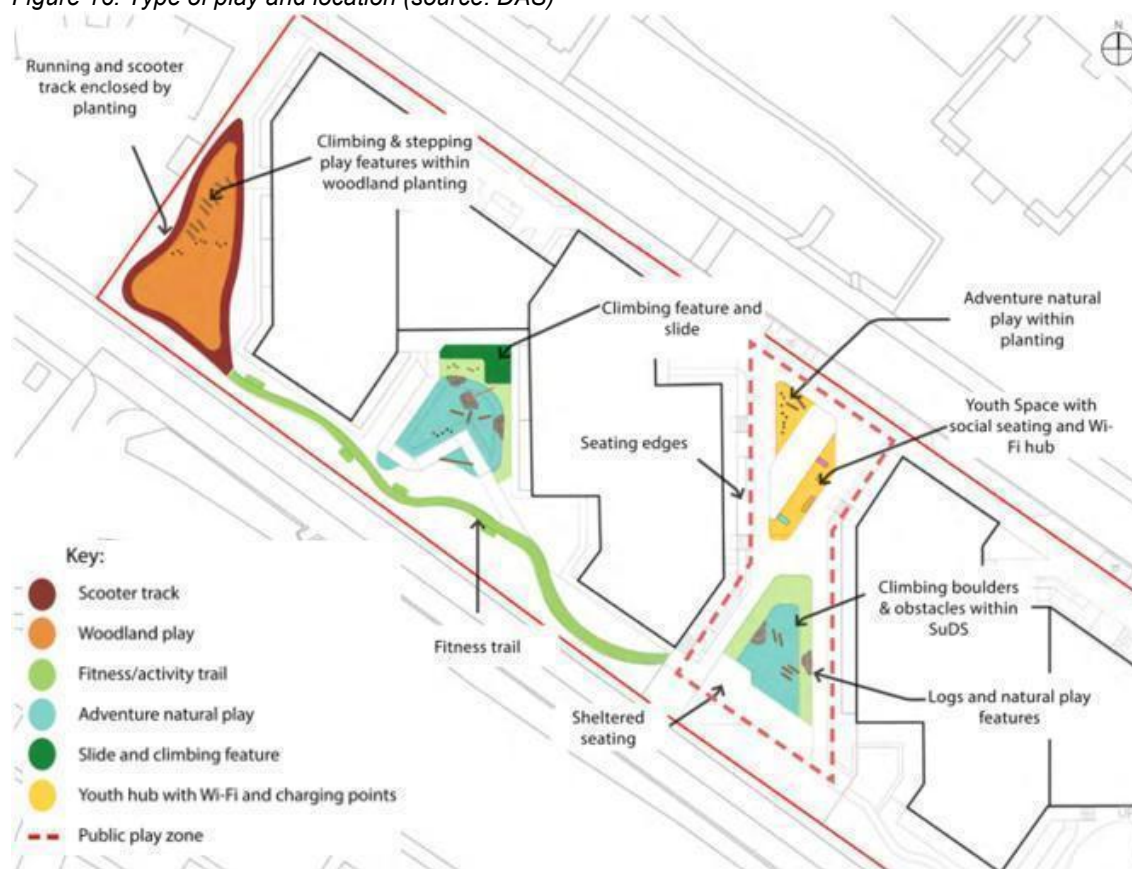 Figure 16: Type of play and location (source: DAS)
N
Running and scooter
track enclosed by
planting
Climbing & stepping
play features within
woodland planting
Climbing feature and
slide
Adventure natural
play within
planting
Youth Space with
social seating and Wi-
Fi hub
Seating edges
Climbing boulders
& obstacles within
SuDS
Fitness trail
Logs and natural play
features
Sheltered
seating
Key:
Scooter track
Woodland play
Fitness/activity trail
Adventure natural play
Slide and climbing feature
Youth hub with Wi-Fi and charging points
Public play zone